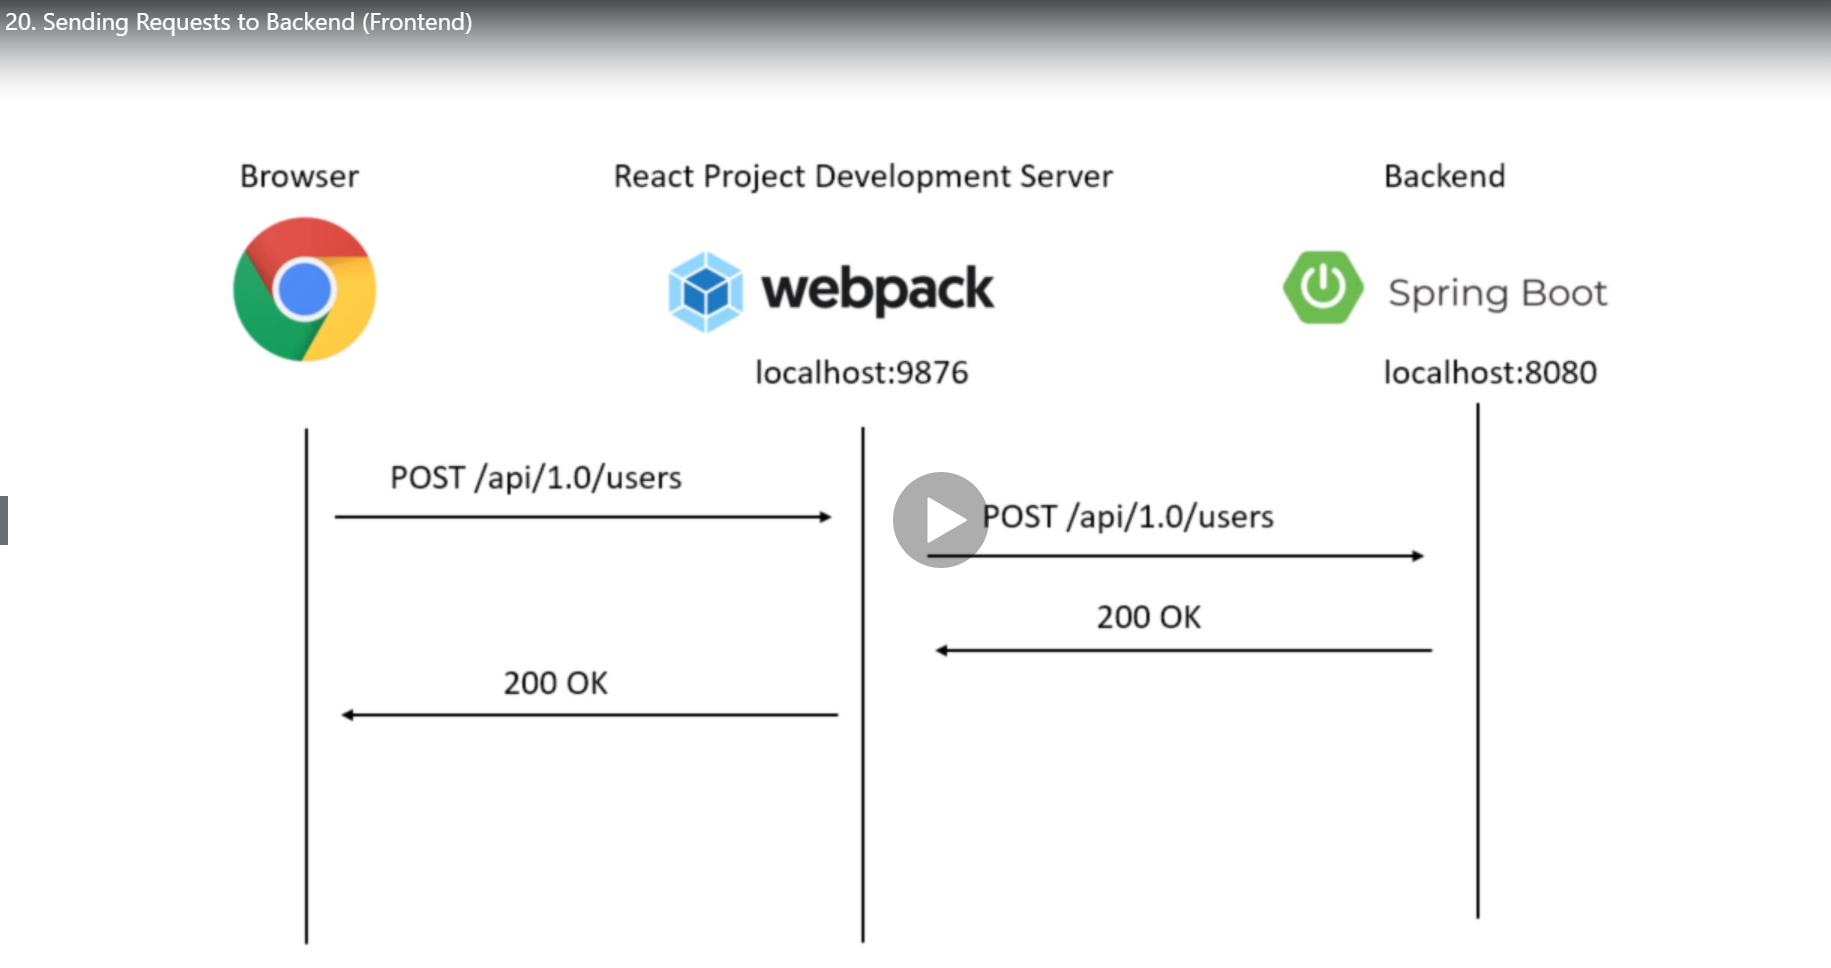 20. Sending Requests to Backend (Frontend)
Browser
React Project Development Server
Backend
webpack
Spring Boot
localhost:9876
localhost:8080
POST /api/1.0/users
POST /api/1.0/users
200 OK
200 OK